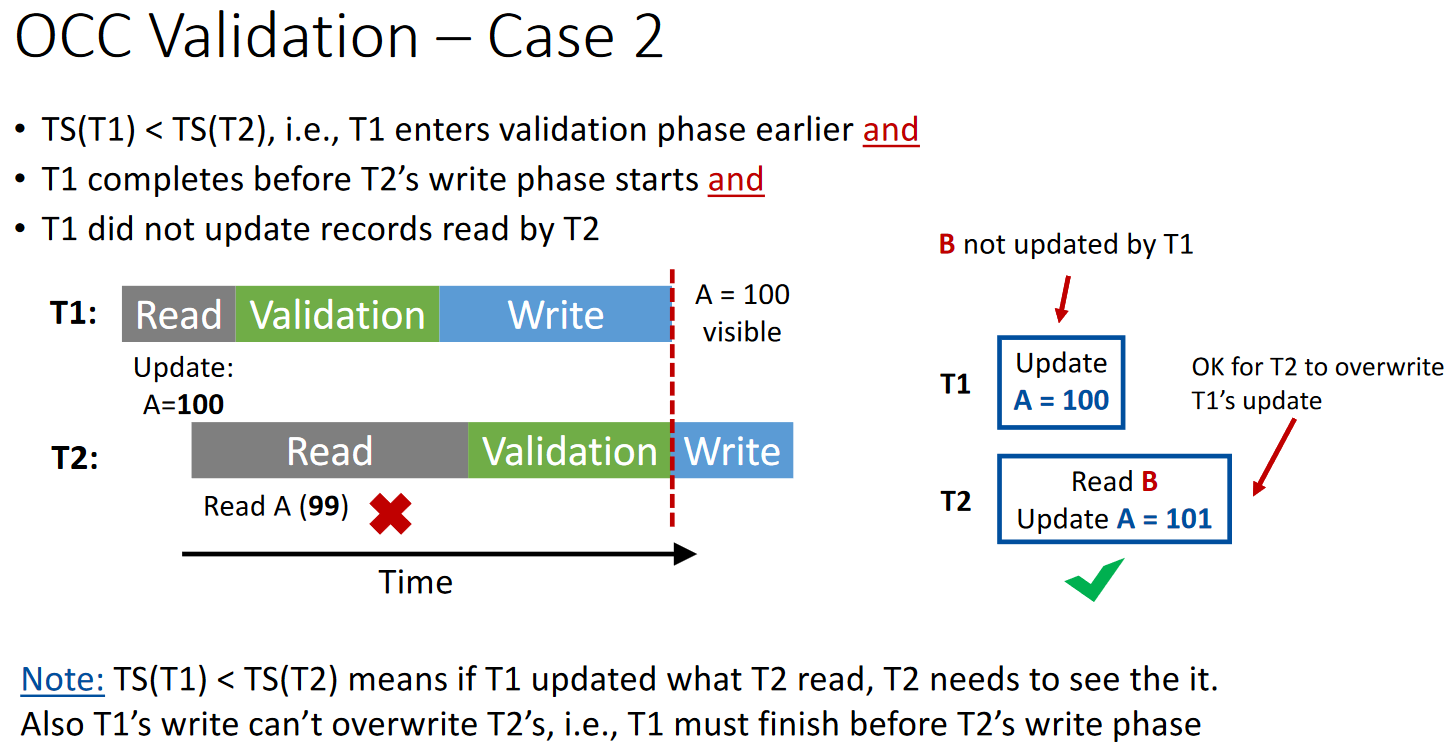 OCC Validation – Case 2
• TS(T1) < TS(T2), i.e., T1 enters validation phase earlier and
• T1 completes before T2’s write phase starts and
• T1 did not update records read by T2
T1:
Read
Validation
Write
A = 100
visible
Update:
A=100
T2:
Read
Validation
Write
Read A (99)
Time
B not updated by T1
T1
Update
A = 100
OK for T2 to overwrite
T1’s update
T2
Read B
Update A = 101
Note: TS(T1) < TS(T2) means if T1 updated what T2 read, T2 needs to see the it.
Also T1’s write can’t overwrite T2’s, i.e., T1 must finish before T2’s write phase